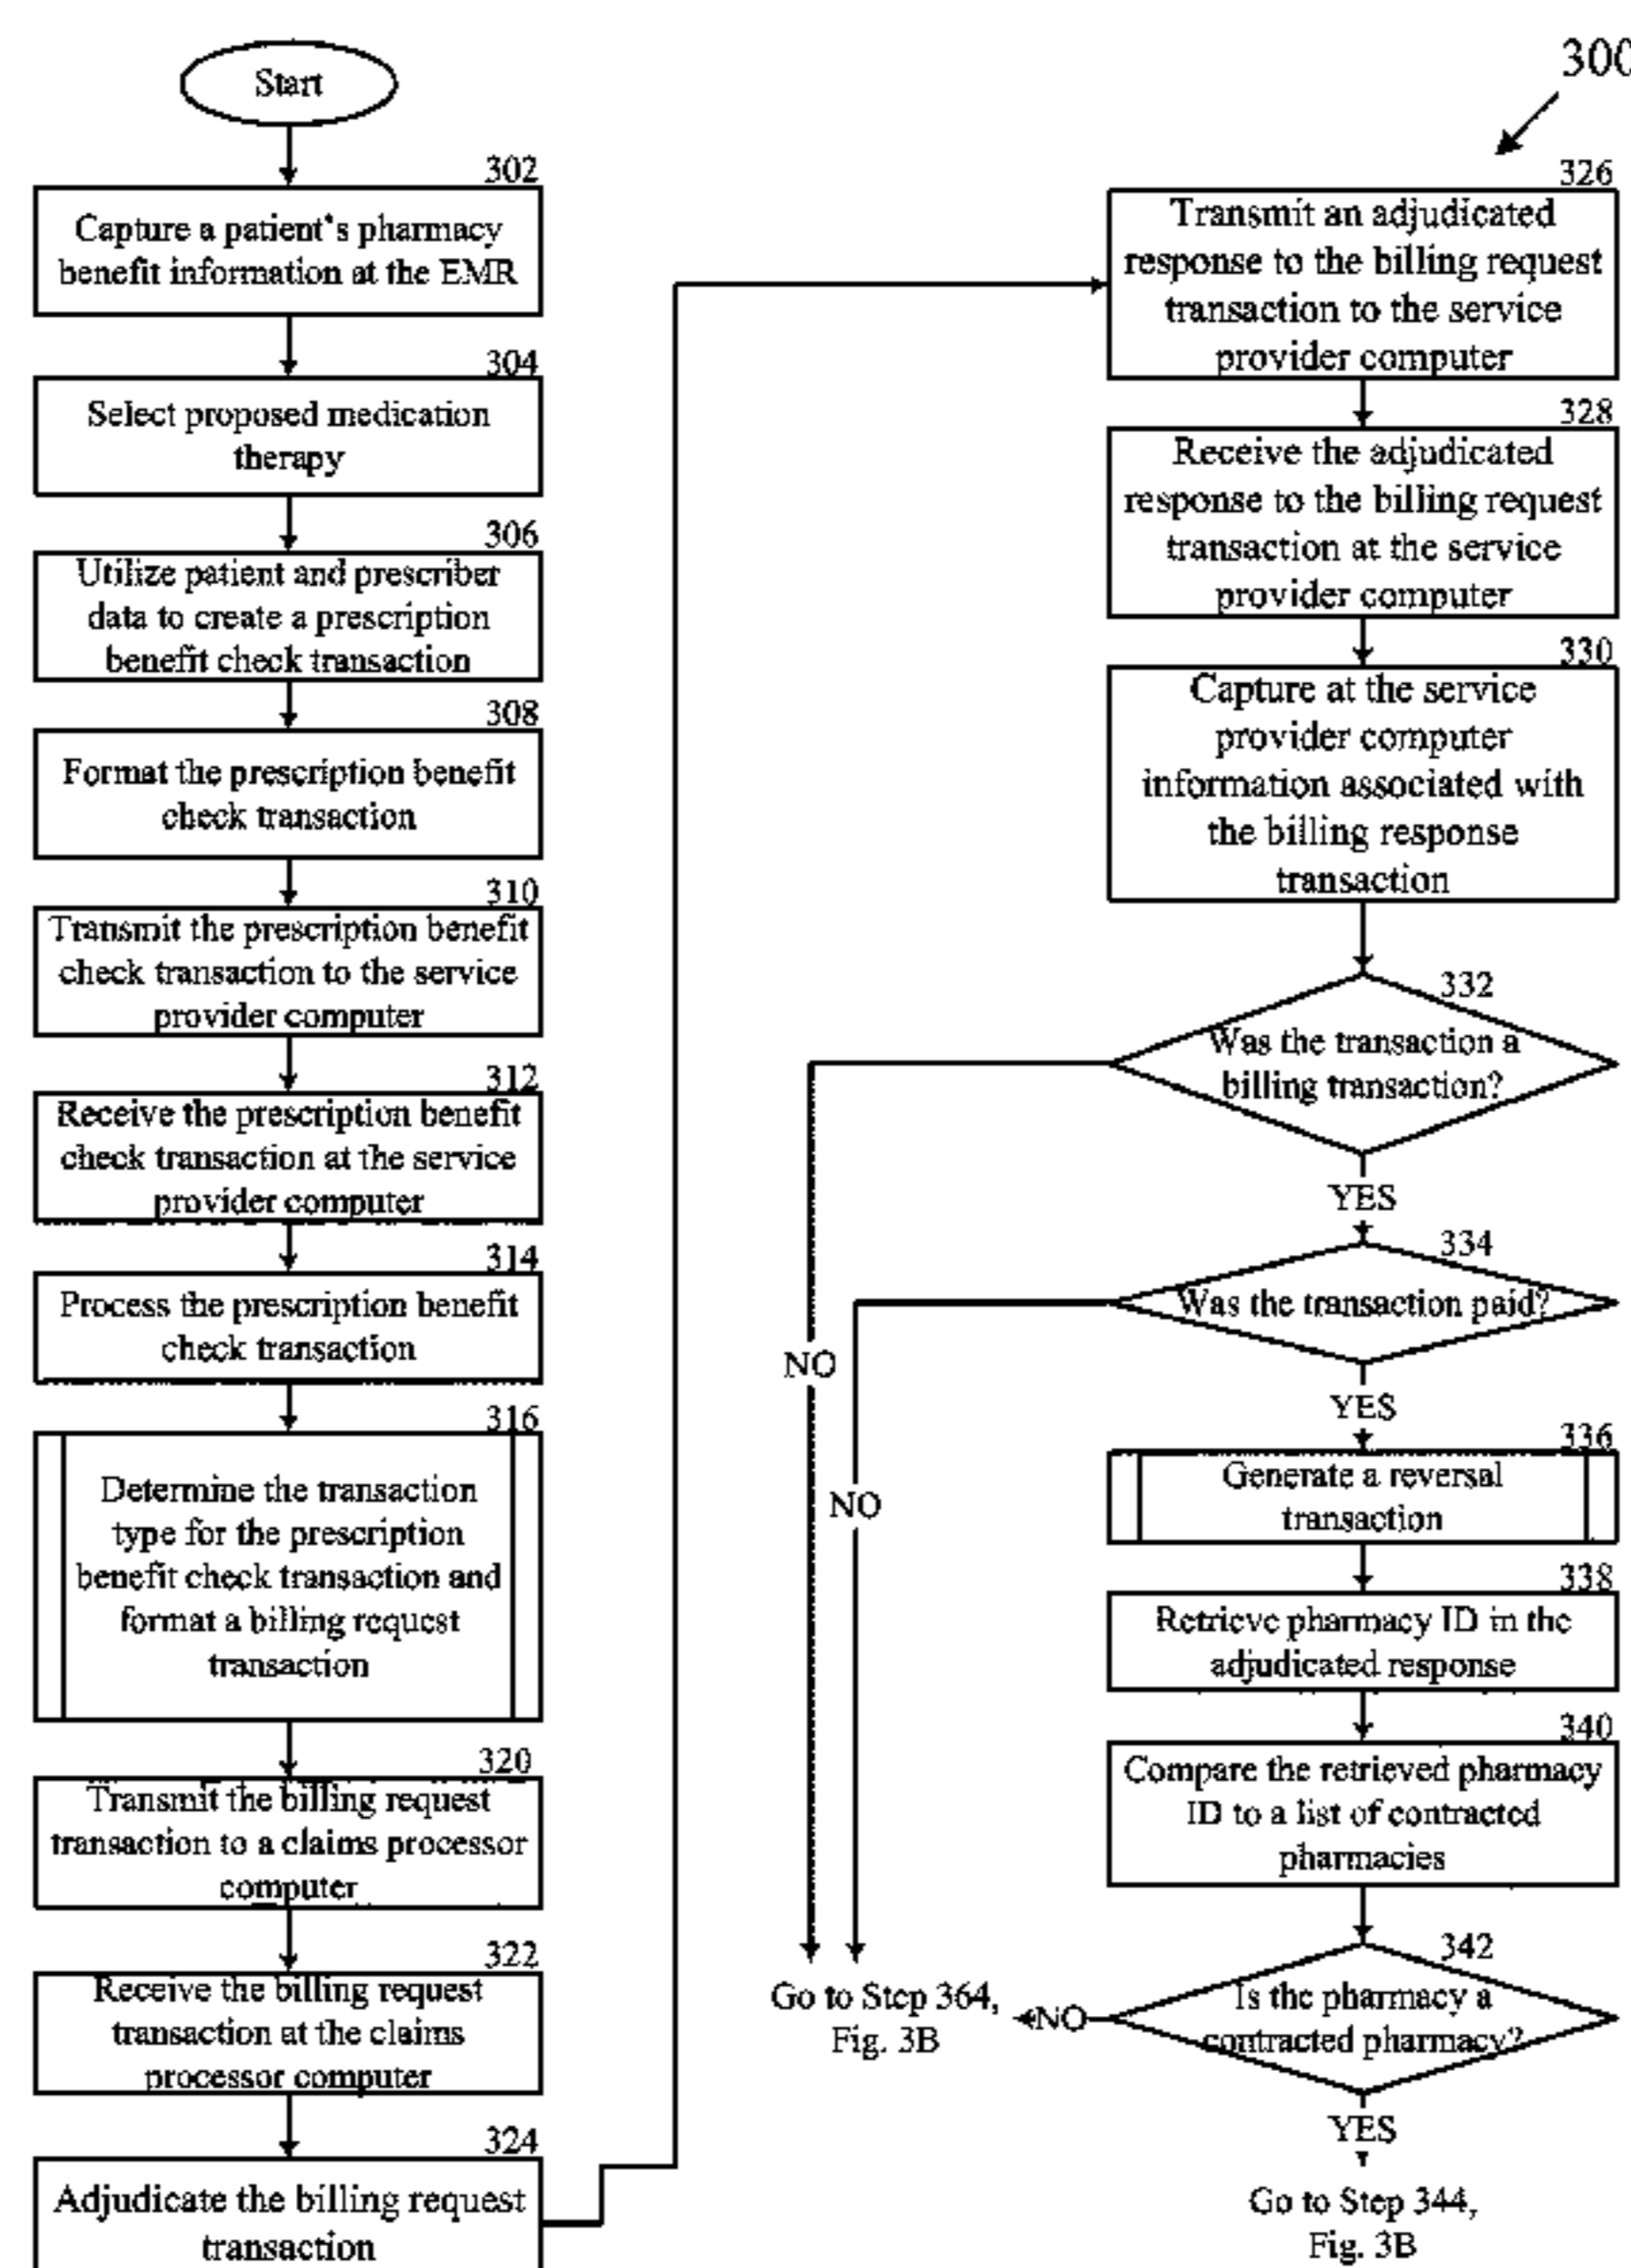 Start
302
Capture a patient's pharmacy
benefit information at the EMR
304
Select proposed medication
therapy
306
Utilize patient and prescriber
data to create a prescription
benefit check transaction
308
Format the prescription benefit
check transaction
310
Transmit the prescription benefit
check transaction to the service
provider computer
312
Receive the prescription benefit
check transaction at the service
provider computer
314
Process the prescription benefit
check transaction
316
Determine the transaction
type for the prescription
benefit check transaction and
format a billing request
transaction
320
Transmit the billing request
transaction to a claims processor
computer
322
Receive the billing request
transaction at the claims
processor computer
324
Adjudicate the billing request
transaction
300
326
Transmit an adjudicated
response to the billing request
transaction to the service
provider computer
328
Receive the adjudicated
response to the billing request
transaction at the service
provider computer
330
Capture at the service
provider computer
information associated with
the billing response
transaction
332
Was the transaction a
billing transaction?
YES
334
Was the transaction paid?
NO
YES
336
Generate a reversal
transaction
NO
338
Retrieve pharmacy ID in the
adjudicated response
340
Compare the retrieved pharmacy
ID to a list of contracted
pharmacies
342
Is the pharmacy a
contracted pharmacy?
NO
Go to Step 364,
Fig. 3B
YES
Go to Step 344,
Fig. 3B